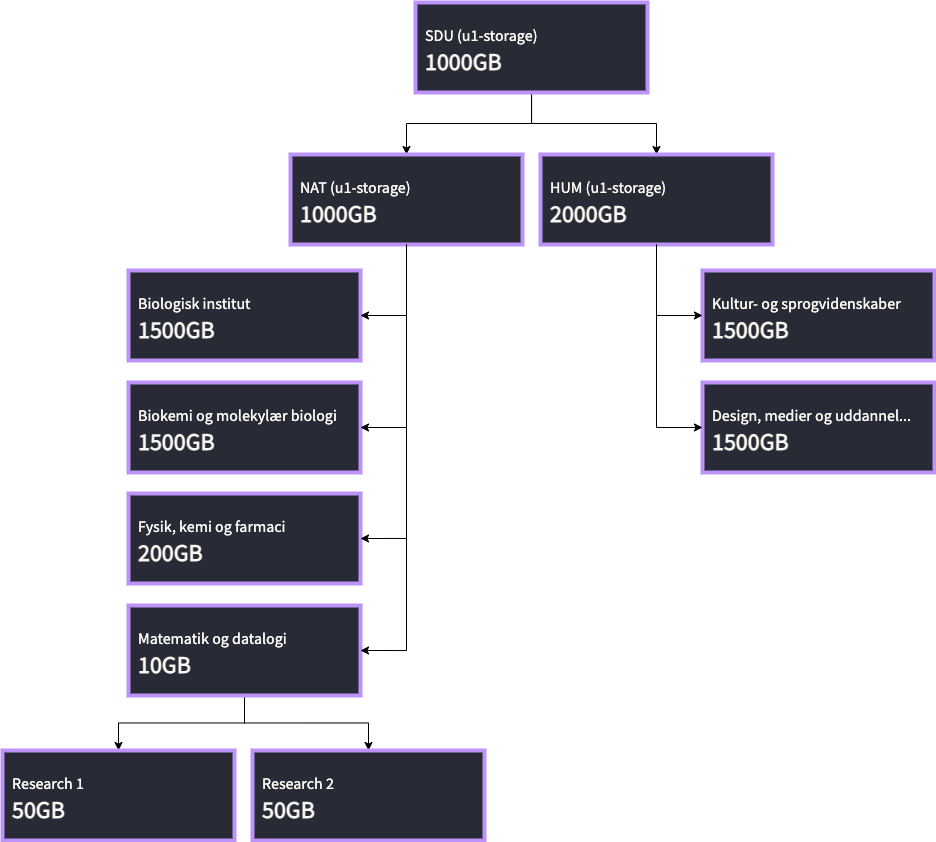 SDU (u1-storage)
1000GB
NAT (u1-storage)
1000GB
HUM (u1-storage)
2000GB
Biologisk institut
1500GB
Biokemi og molekylær biologi
1500GB
Fysik, kemi og farmaci
200GB
Matematik og datalogi
10GB
Research 1
50GB
Research 2
50GB
Kultur- og sprogvidenskaber
1500GB
Design, medier og uddannel...
1500GB